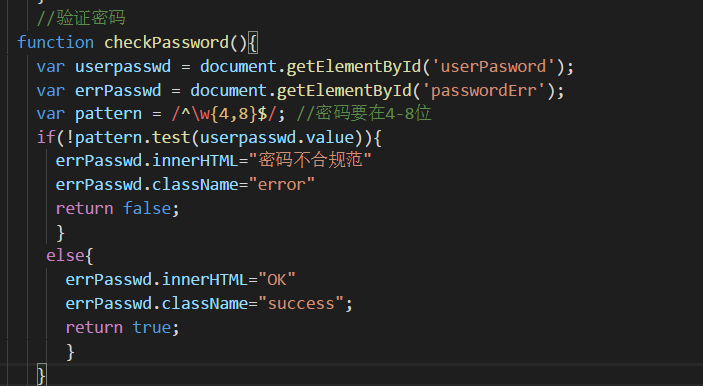 //验证密码
function checkPassword(){
var userpasswd = document.getElementById('userPasword');
var errPasswd = document.getElementById('passwordErr');
var pattern = /^\w{4,8}$/; //密码要在4-8位
if(!pattern.test(userpasswd.value)){
errPasswd.innerHTML="密码不合规范"
errPasswd.className="error"
return false;
}
else{
errPasswd.innerHTML="OK"
errPasswd.className="success";
return true;
}
}